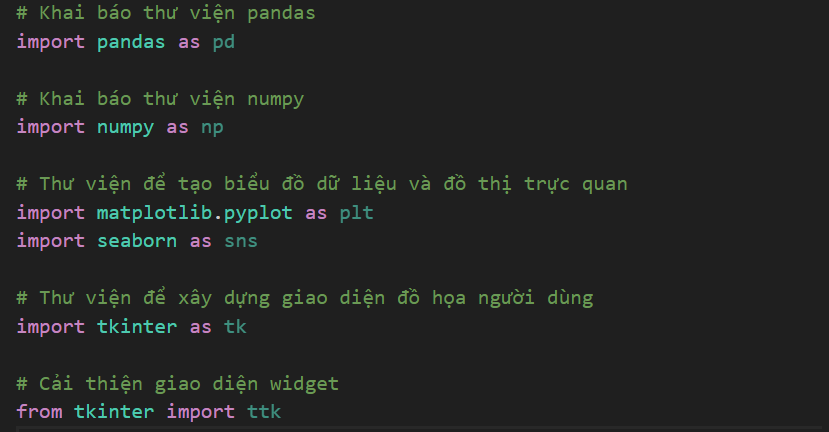 # Khai báo thư viện pandas
import pandas as pd
# Khai báo thư viện numpy
import numpy as np
# Thư viện để tạo biểu đồ dữ liệu và đồ thị trực quan
import matplotlib.pyplot as plt
import seaborn as sns
# Thư viện để xây dựng giao diện đồ họa người dùng
import tkinter as tk
# Cải thiện giao diện widget
from tkinter import ttk